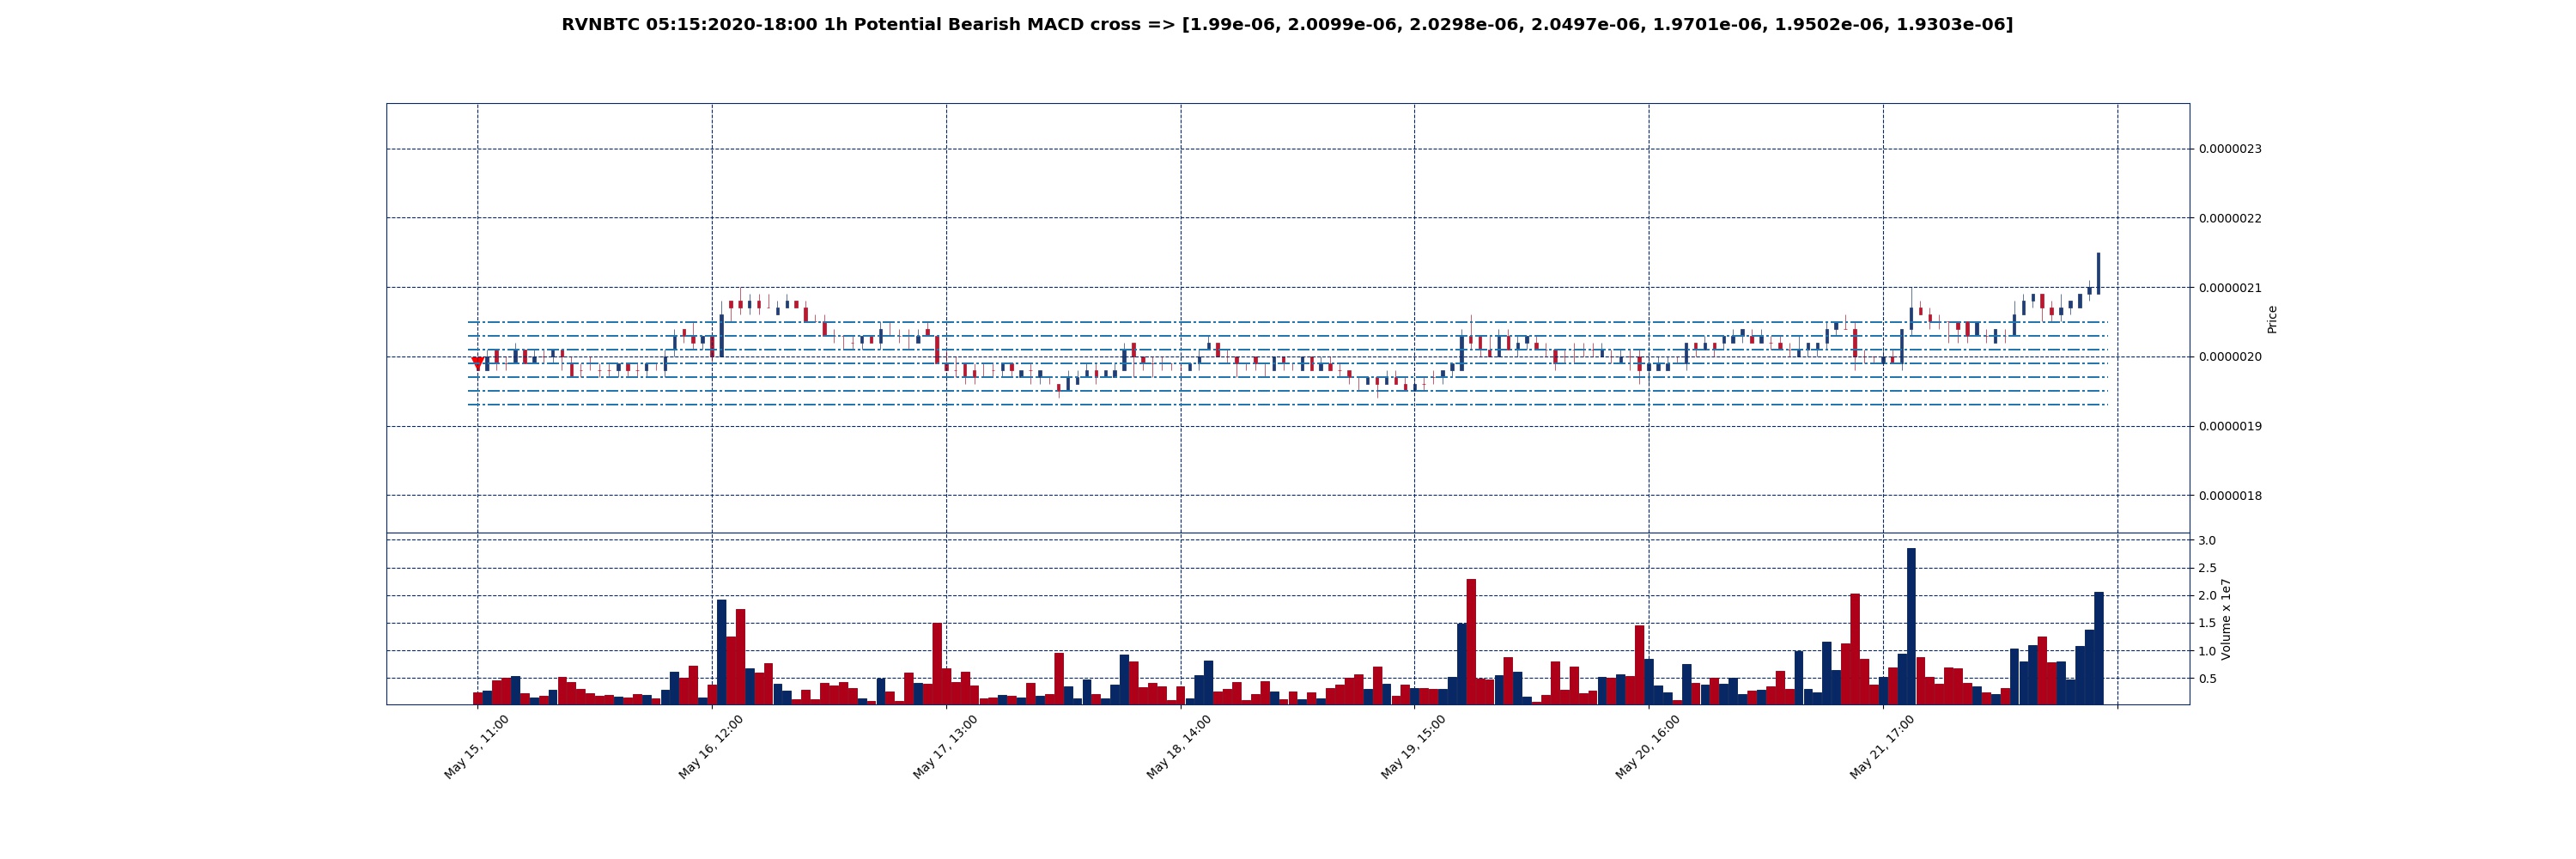 RVNBTC 05:15:2020-18:00 1h Potential Bearish MACD cross => [1.99e-06, 2.0099e-06, 2.0298e-06, 2.0497e-06, 1.9701e-06, 1.9502e-06, 1.9303e-06]
0.0000023
0.0000022
0.0000021
0.0000020
0.0000019
0.0000018
Price
3.0
2.5
2.0
1.5
1.0
0.5
Volume x 1e7
May 15, 11:00
May 16, 12:00
May 17, 13:00
May 18, 14:00
May 19, 15:00
May 20, 16:00
May 21, 17:00